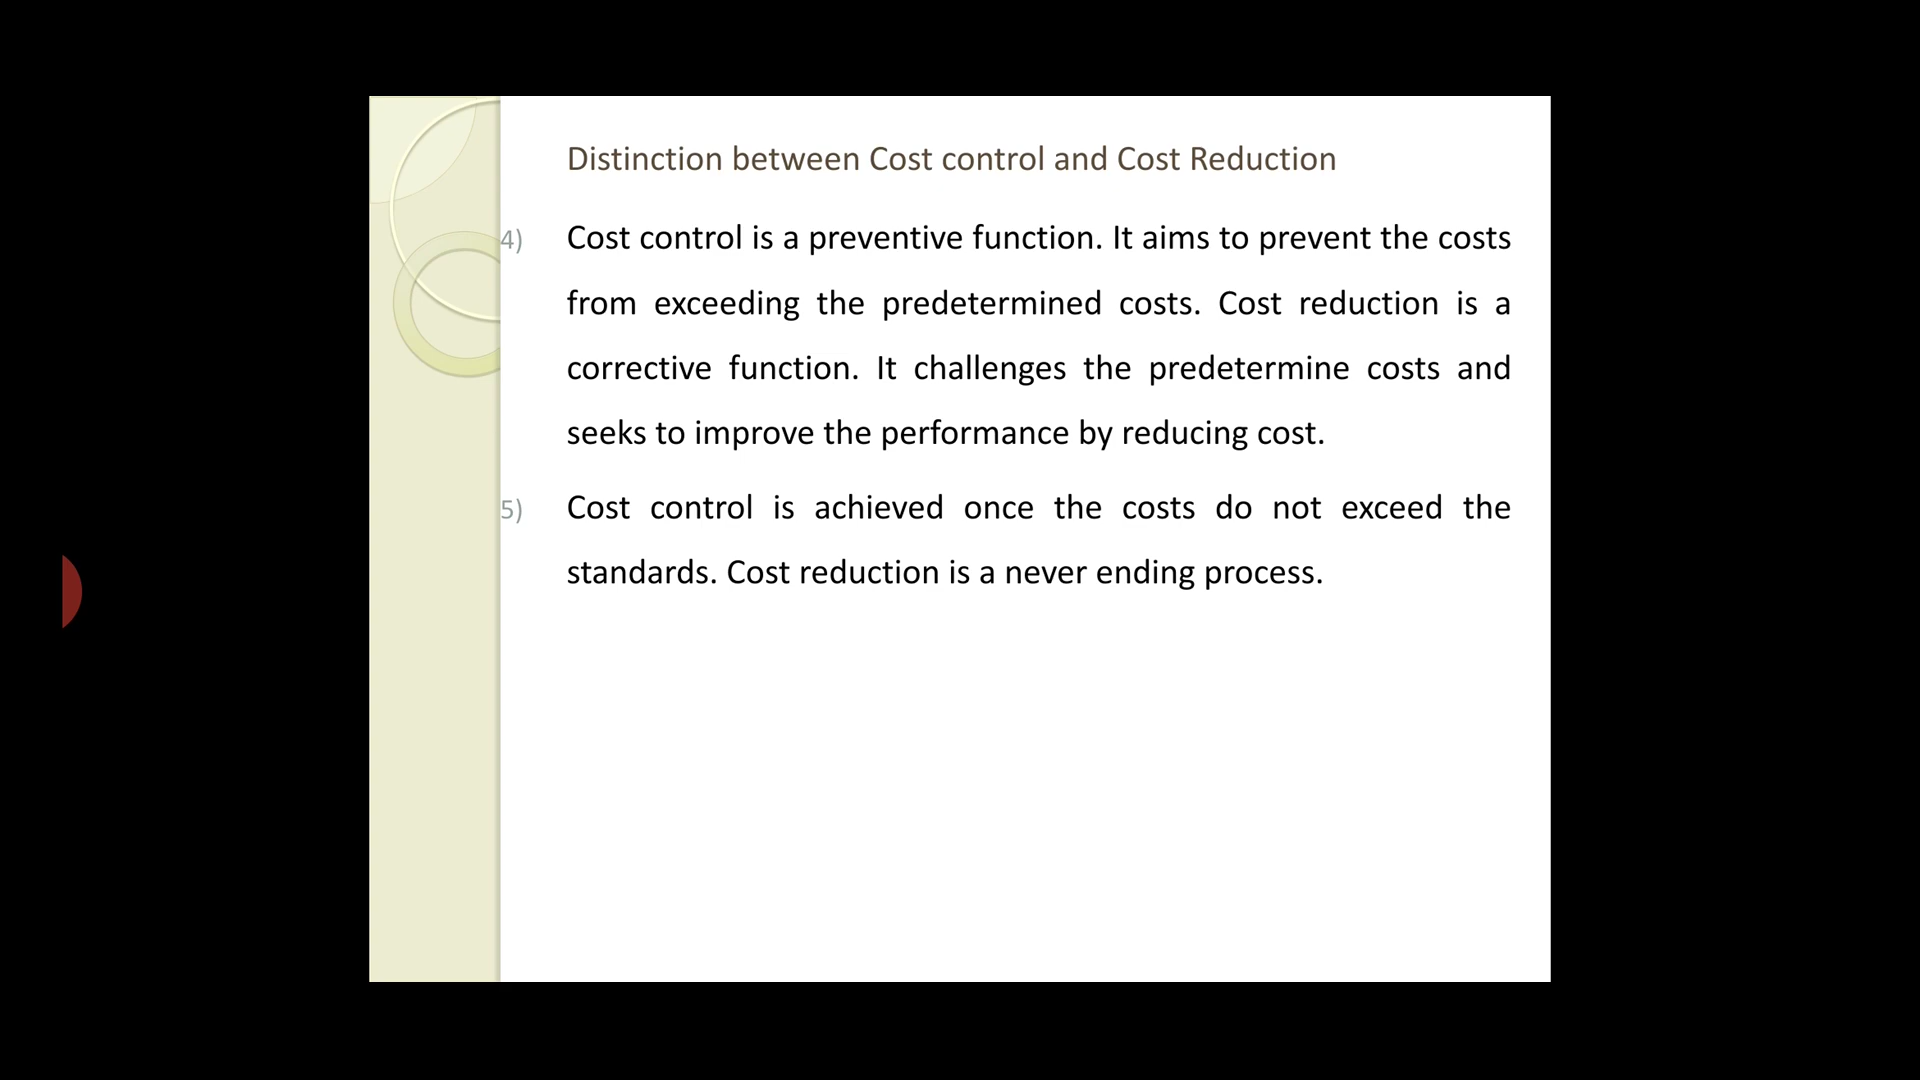 Distinction between Cost control and Cost Reduction
4) Cost control is a preventive function. It aims to prevent the costs
from exceeding the predetermined costs. Cost reduction is a
corrective function. It challenges the predetermine costs and
seeks to improve the performance by reducing cost.
5) Cost control is achieved once the costs do not exceed the
standards. Cost reduction is a never ending process.